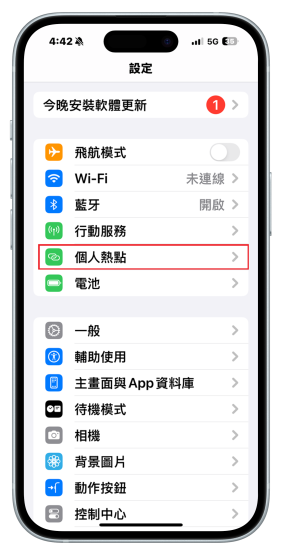 4:42 5G
設定
今晚安裝軟體更新 1
飛航模式
Wi-Fi 未連線
藍牙 開啟
行動服務
個人熱點
電池
一般
輔助使用
主畫面與 App 資料庫
待機模式
相機
背景圖片
動作按鈕
控制中心